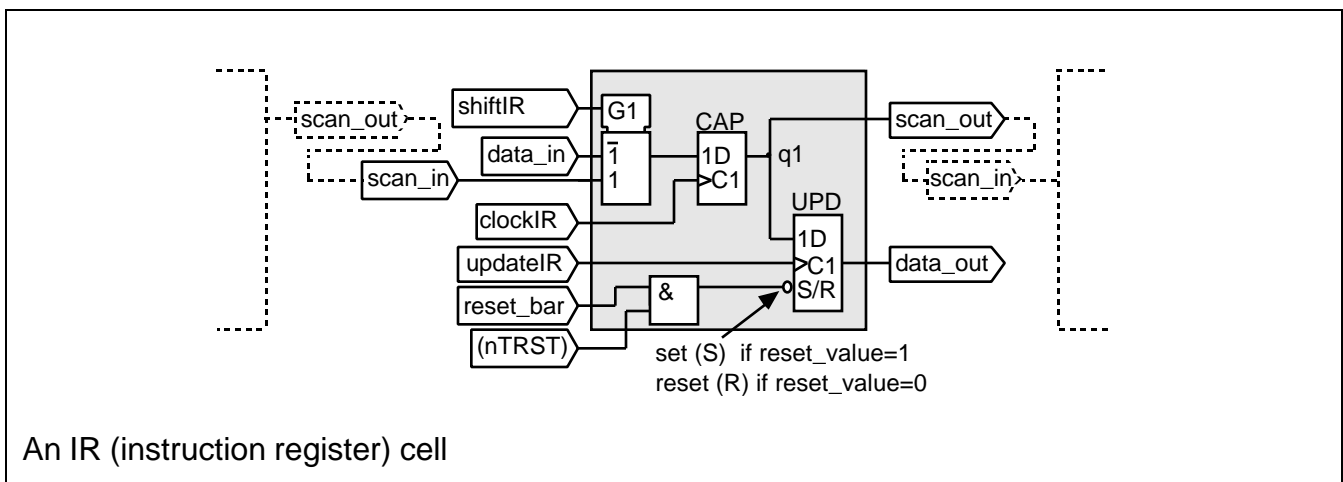 shiftIR
G1
CAP
scan_out
scan_out
data_in
1
1D
q1
scan_in
1
C1
scan_in
UPD
clockIR
1D
updateIR
C1
data_out
reset_bar
&
S/R
(nTRST)
set (S) if reset_value=1
reset (R) if reset_value=0
An IR (instruction register) cell